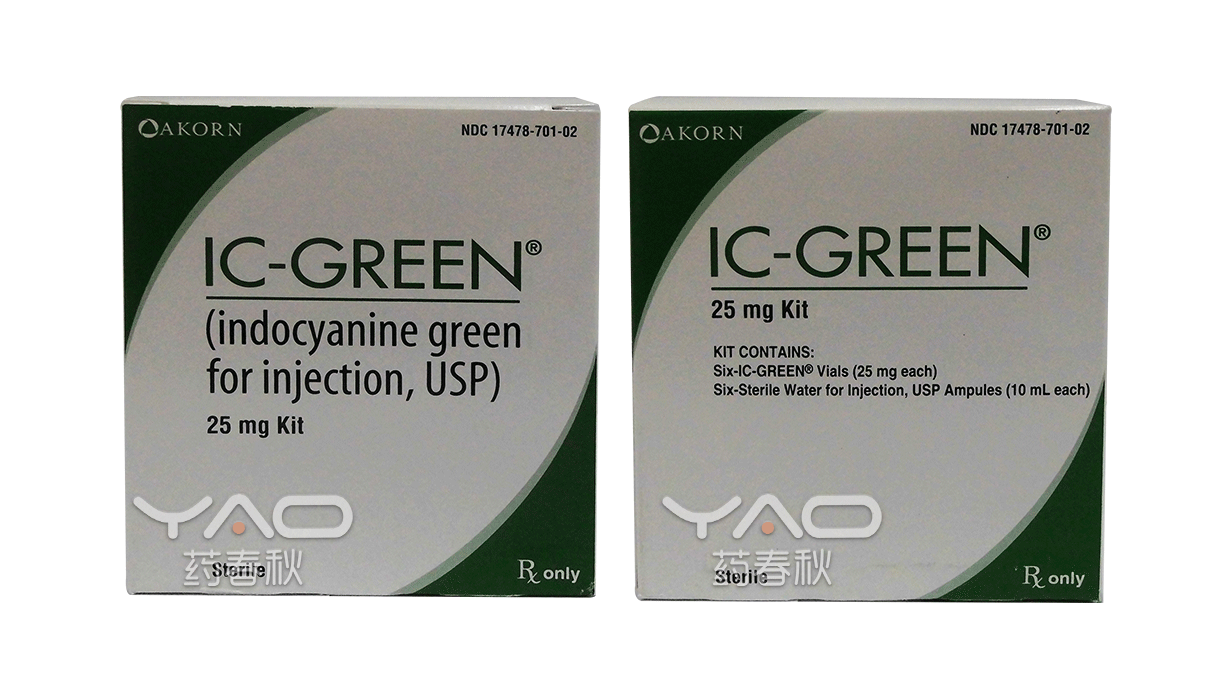 AKORN
NDC 17478-701-02
IC-GREEN®
(indocyanine green
for injection, USP)
25 mg Kit
YAO
药春秋
Sterile
Rx only
AKORN
NDC 17478-701-02
IC-GREEN®
25 mg Kit
KIT CONTAINS:
Six-IC-GREEN® Vials (25 mg each)
Six-Sterile Water for Injection, USP Ampules (10 mL each)
YAO
药春秋
Sterile
Rx only